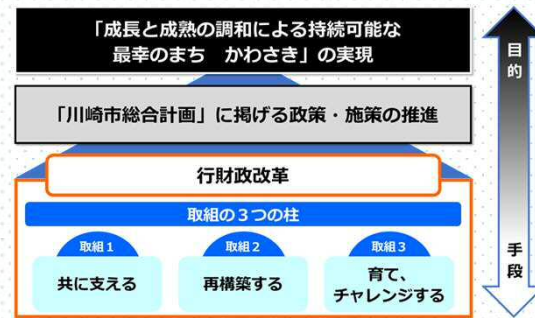 「成長と成熟の調和による持続可能な
最幸のまち　かわさき」の実現
「川崎市総合計画」に掲げる政策・施策の推進
行財政改革
取組の３つの柱
取組１
共に支える
取組２
再構築する
取組３
育て、
チャレンジする
目的
手段